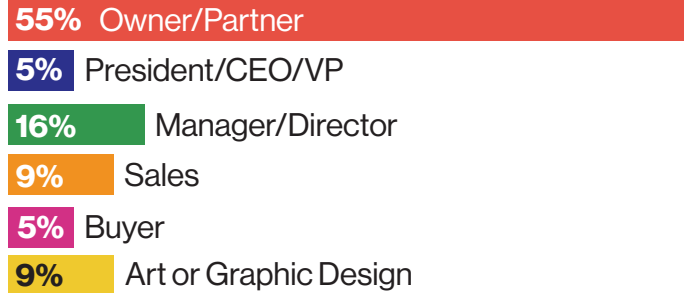 55% Owner/Partner
5% President/CEO/VP
16% Manager/Director
9% Sales
5% Buyer
9% Art or Graphic Design